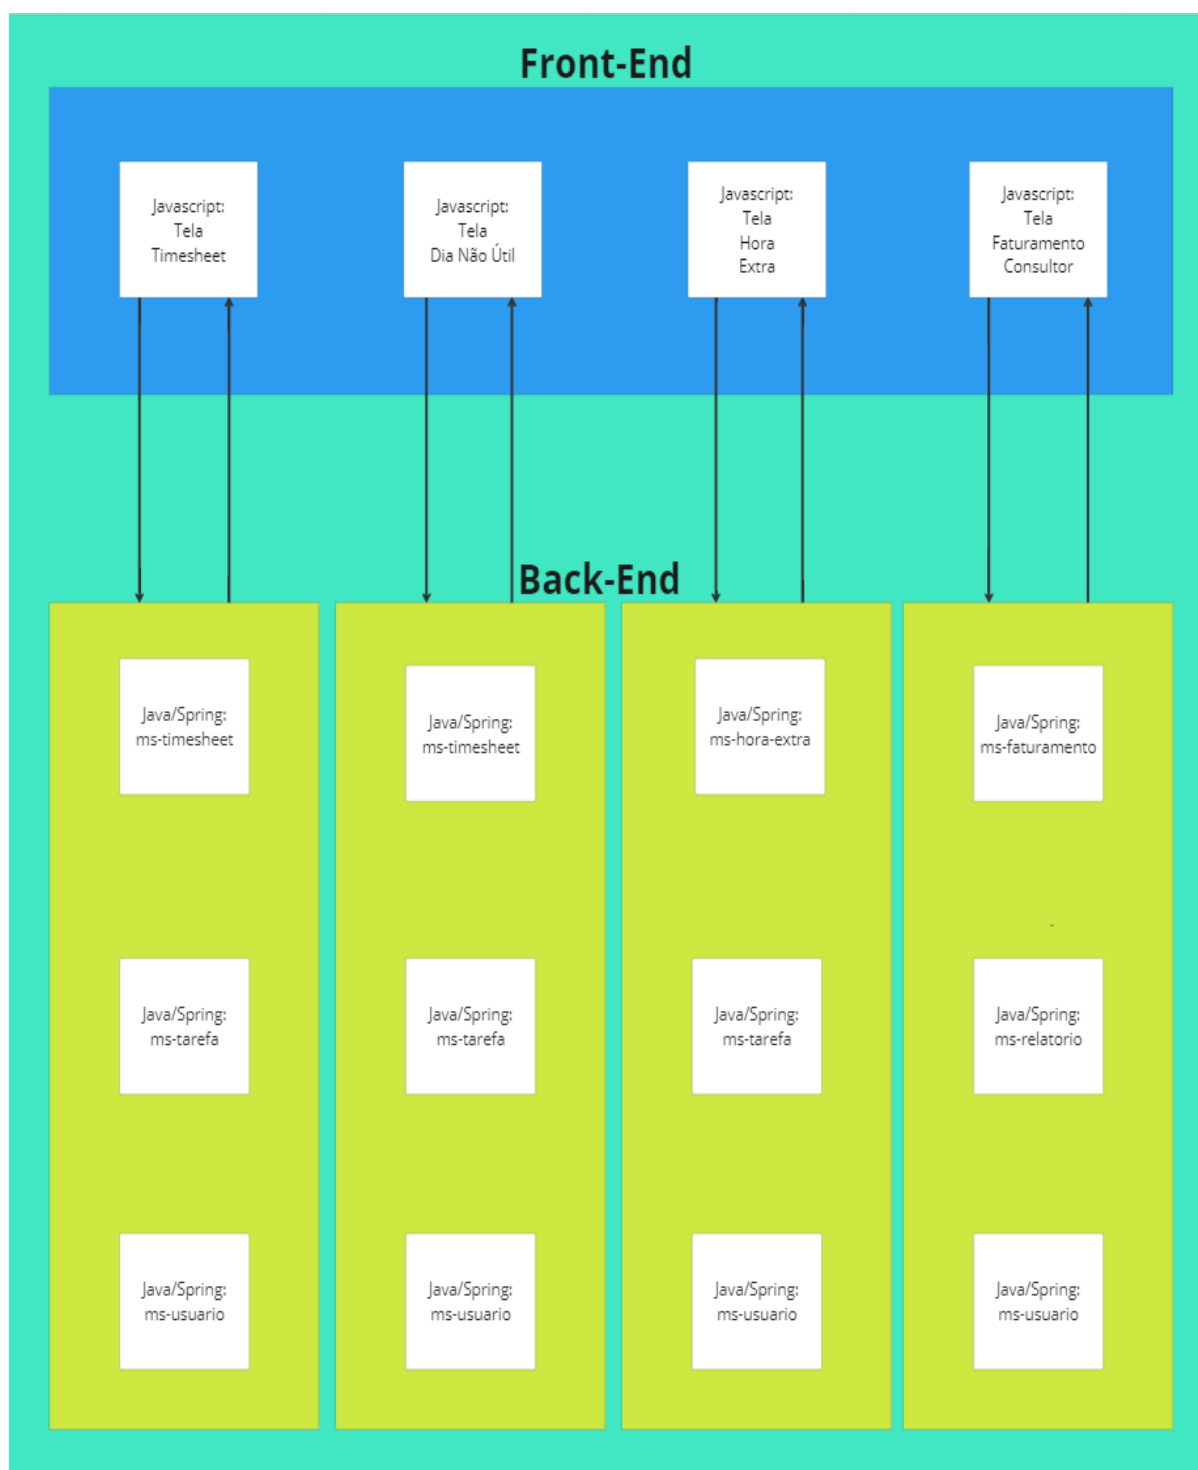 Front-End
Javascript:
Tela
Timesheet
Javascript:
Tela
Dia Não Útil
Javascript:
Tela
Hora
Extra
Javascript:
Tela
Faturamento
Consultor
Back-End
Java/Spring:
ms-timesheet
Java/Spring:
ms-timesheet
Java/Spring:
ms-hora-extra
Java/Spring:
ms-faturamento
Java/Spring:
ms-tarefa
Java/Spring:
ms-tarefa
Java/Spring:
ms-tarefa
Java/Spring:
ms-relatorio
Java/Spring:
ms-usuario
Java/Spring:
ms-usuario
Java/Spring:
ms-usuario
Java/Spring:
ms-usuario